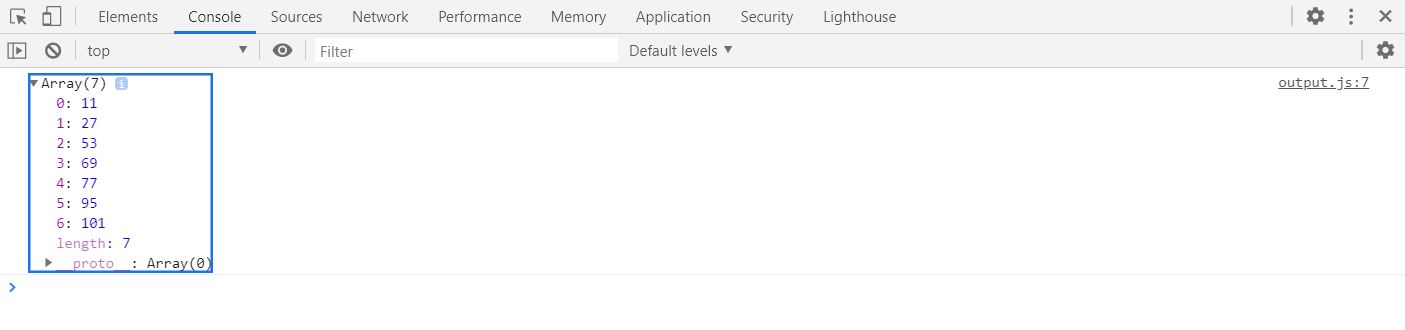 Elements Console Sources Network Performance Memory Application Security Lighthouse
top Filter Default levels
Array(7) i output.js:7
0: 11
1: 27
2: 53
3: 69
4: 77
5: 95
6: 101
length: 7
__proto__: Array(0)